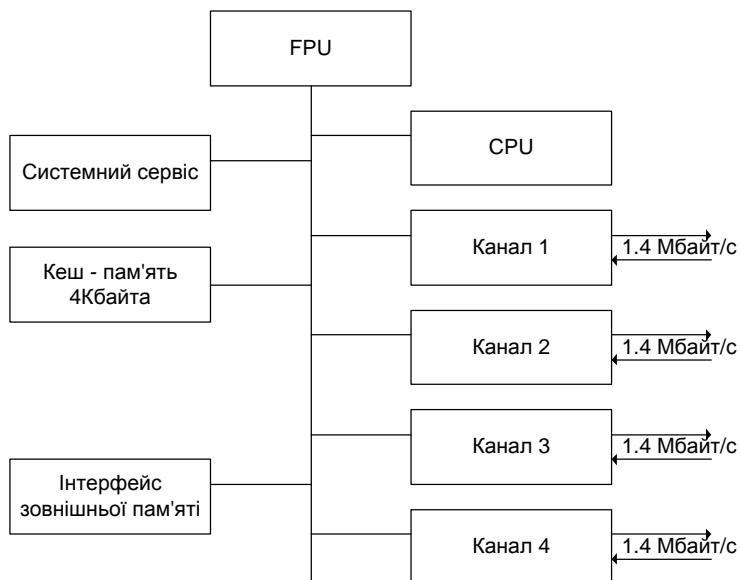 FPU
CPU
Системний сервіс
Канал 1
1.4 Мбайт/с
Кеш - пам'ять
4Кбайта
Канал 2
1.4 Мбайт/с
Канал 3
1.4 Мбайт/с
Інтерфейс
зовнішньої пам'яті
Канал 4
1.4 Мбайт/с